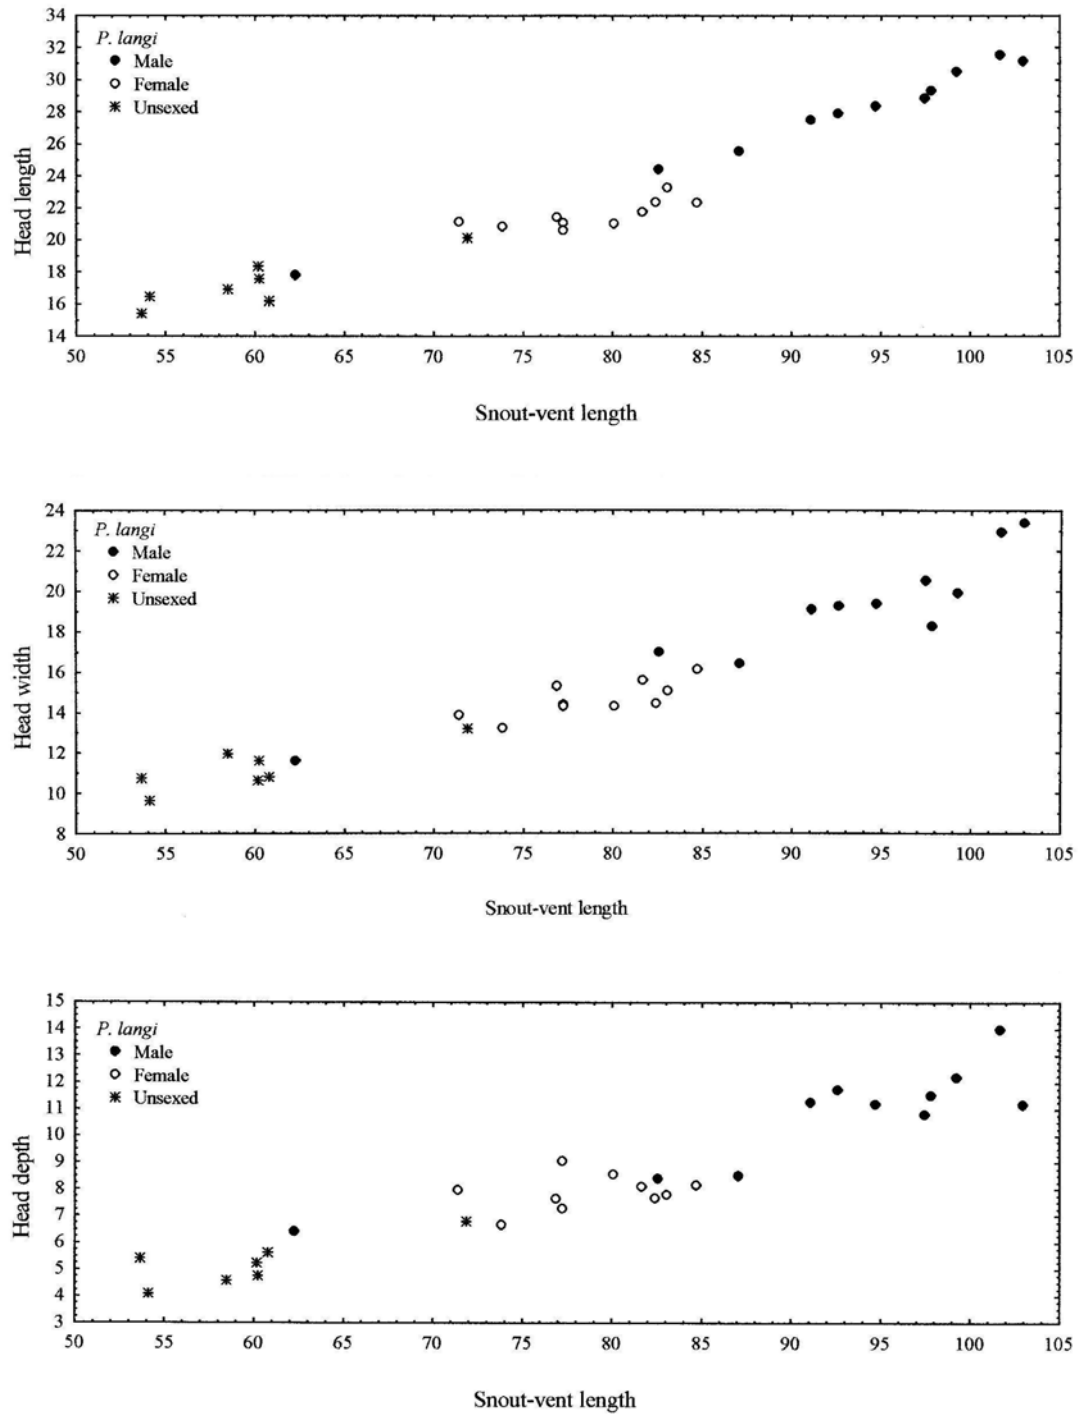 P. langi
Male
Female
Unsexed
Head length
34
32
30
28
26
24
22
20
18
16
14
50 55 60 65 70 75 80 85 90 95 100 105
Snout-vent length
P. langi
Male
Female
Unsexed
Head width
24
22
20
18
16
14
12
10
8
50 55 60 65 70 75 80 85 90 95 100 105
Snout-vent length
P. langi
Male
Female
Unsexed
Head depth
15
14
13
12
11
10
9
8
7
6
5
4
3
50 55 60 65 70 75 80 85 90 95 100 105
Snout-vent length